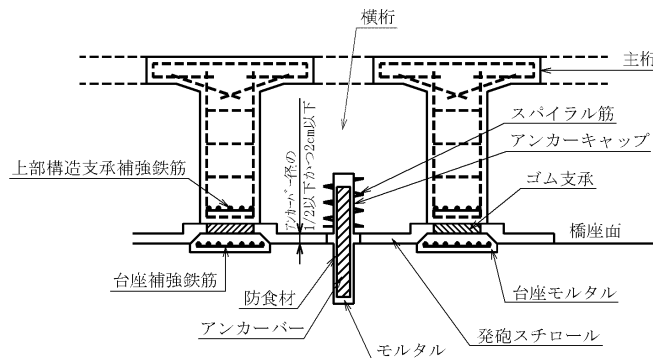 横桁
主桁
スパイラル筋
アンカーキャップ
アンカーバー径の
1/2以下かつ2cm以下
上部構造支承補強鉄筋
ゴム支承
橋座面
台座補強鉄筋
防食材
台座モルタル
アンカーバー
発砲スチロール
モルタル